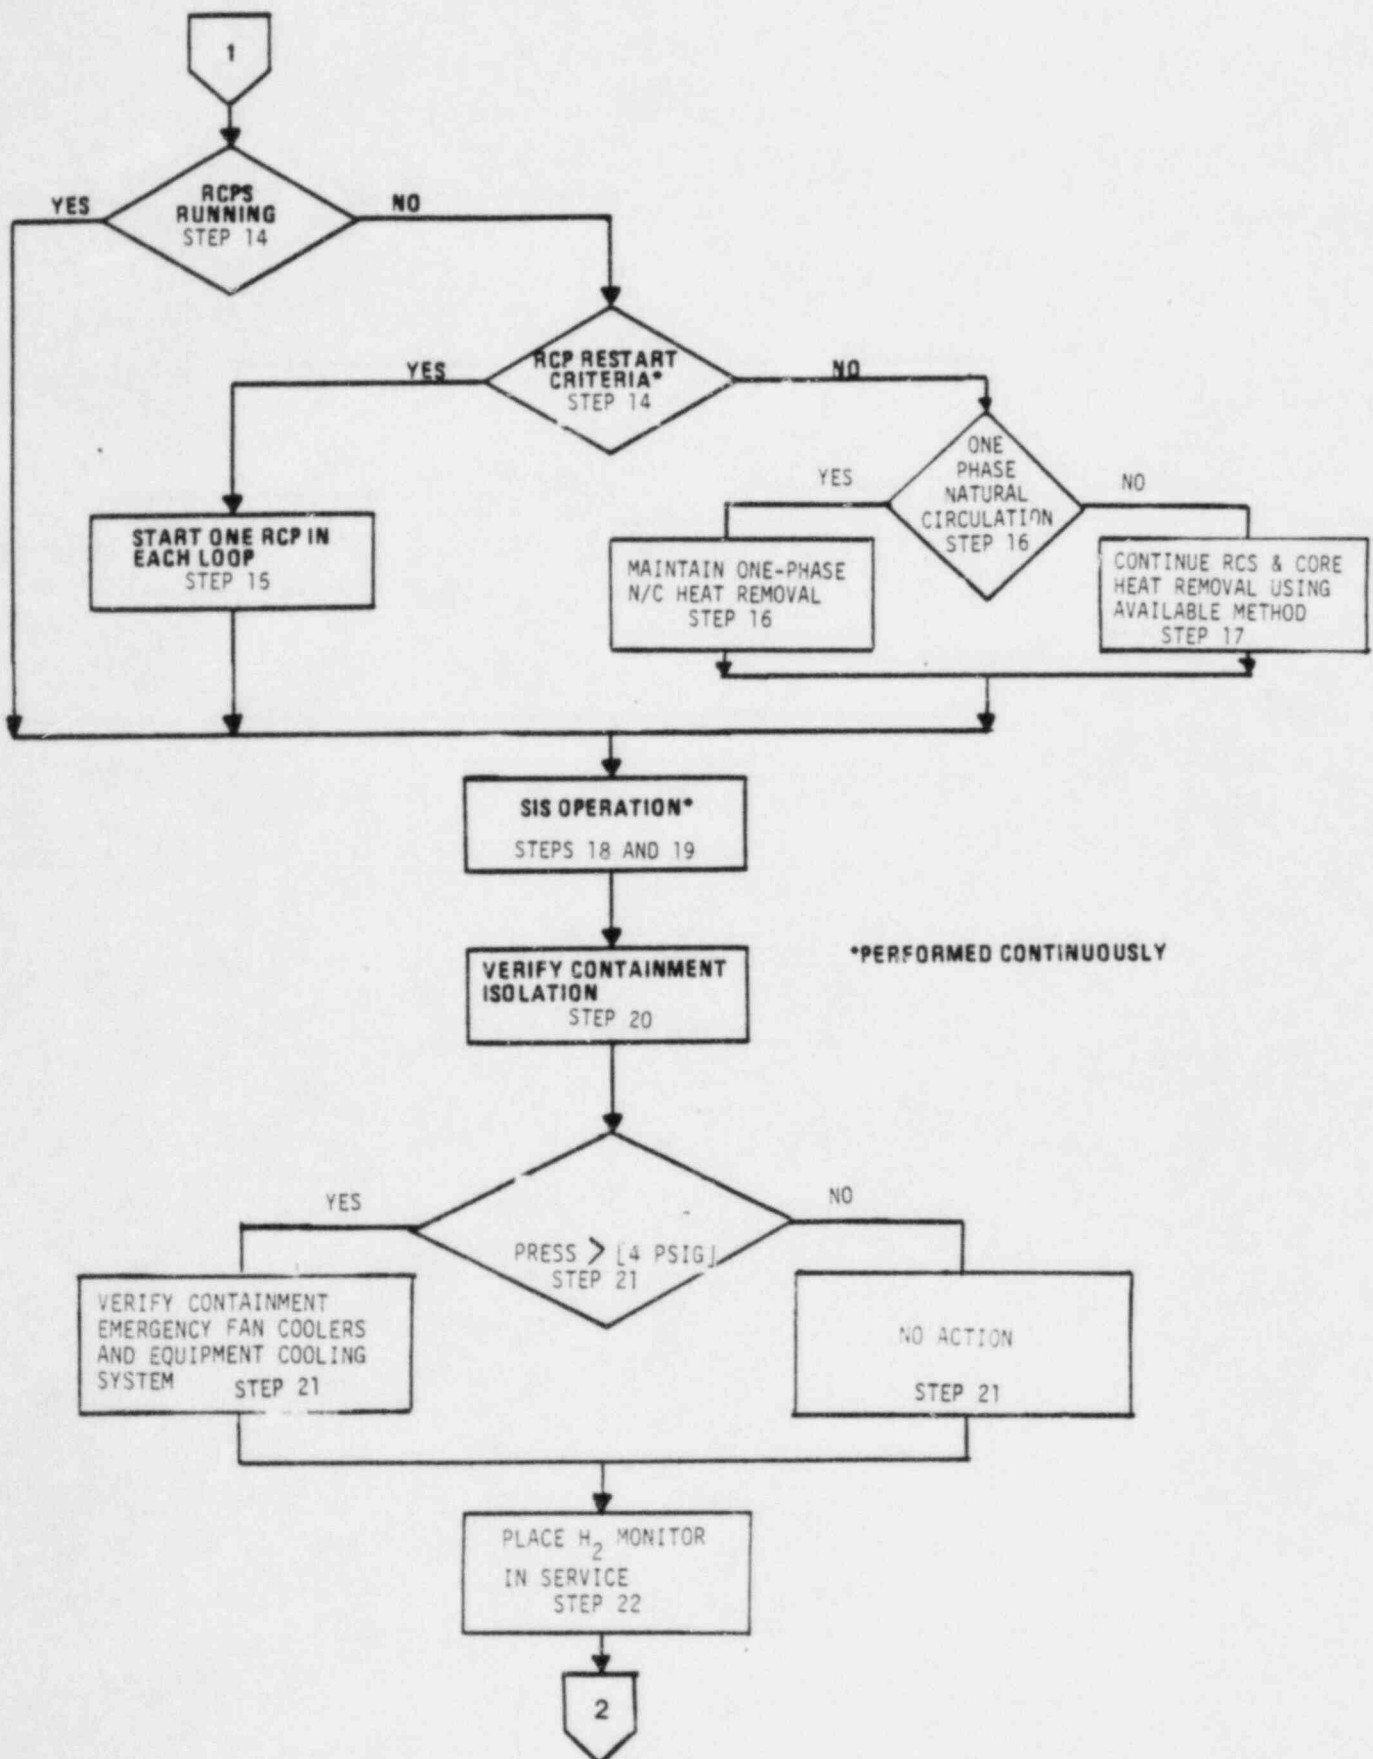 1
RCPS
RUNNING
STEP 14
YES
NO
RCP RESTART
CRITERIA*
STEP 14
YES
NO
ONE
PHASE
NATURAL
CIRCULATION
STEP 16
YES
NO
START ONE RCP IN
EACH LOOP
STEP 15
MAINTAIN ONE-PHASE
N/C HEAT REMOVAL
STEP 16
CONTINUE RCS & CORE
HEAT REMOVAL USING
AVAILABLE METHOD
STEP 17
SIS OPERATION*
STEPS 18 AND 19
*PERFORMED CONTINUOUSLY
VERIFY CONTAINMENT
ISOLATION
STEP 20
YES
NO
PRESS > [4 PSIG]
STEP 21
VERIFY CONTAINMENT
EMERGENCY FAN COOLERS
AND EQUIPMENT COOLING
SYSTEM STEP 21
NO ACTION
STEP 21
PLACE H2 MONITOR
IN SERVICE
STEP 22
2